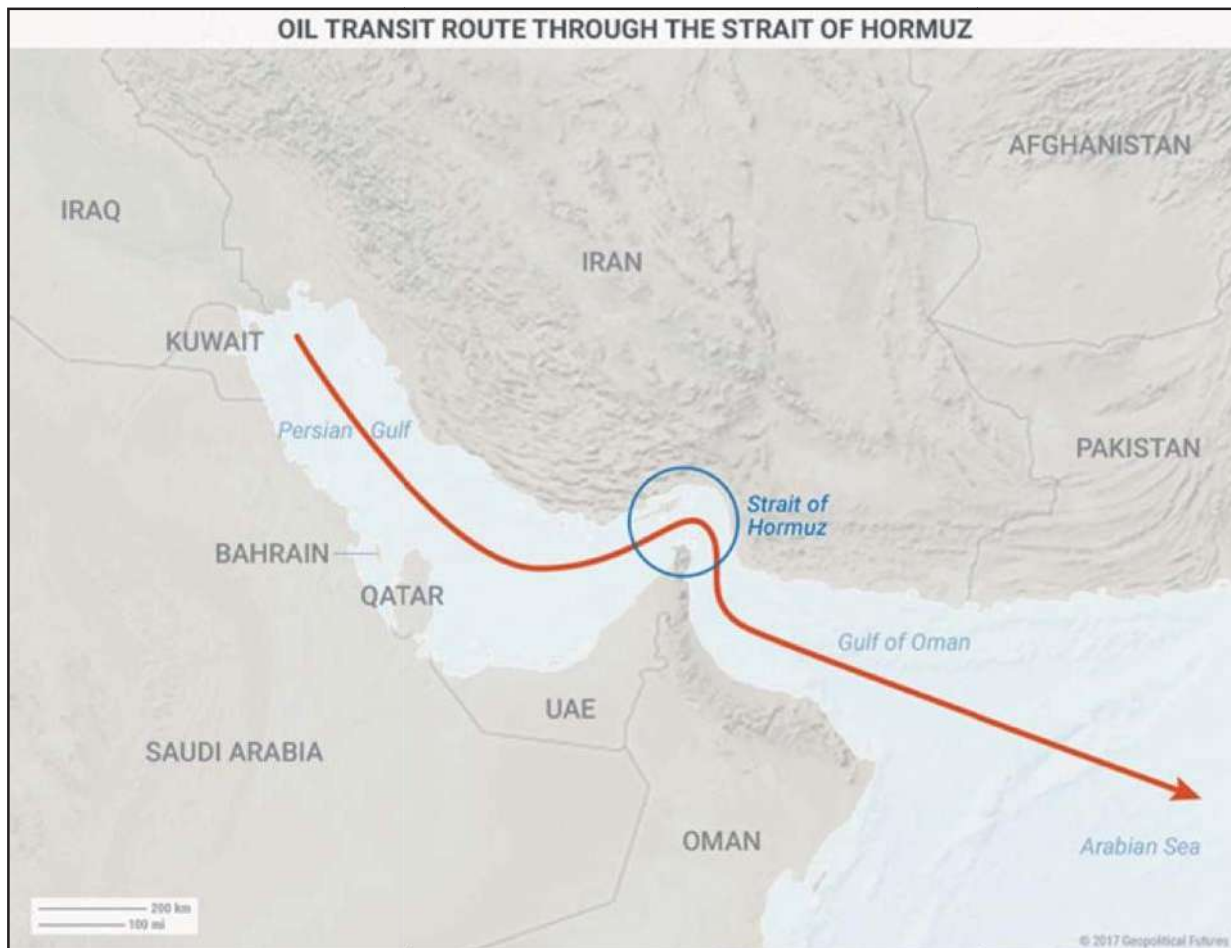 OIL TRANSIT ROUTE THROUGH THE STRAIT OF HORMUZ
AFGHANISTAN
IRAQ
IRAN
KUWAIT
Persian Gulf
PAKISTAN
Strait of
Hormuz
BAHRAIN
QATAR
Gulf of Oman
UAE
SAUDI ARABIA
OMAN
Arabian Sea
200 km
100 mi
© 2017 Geopolitical Futures